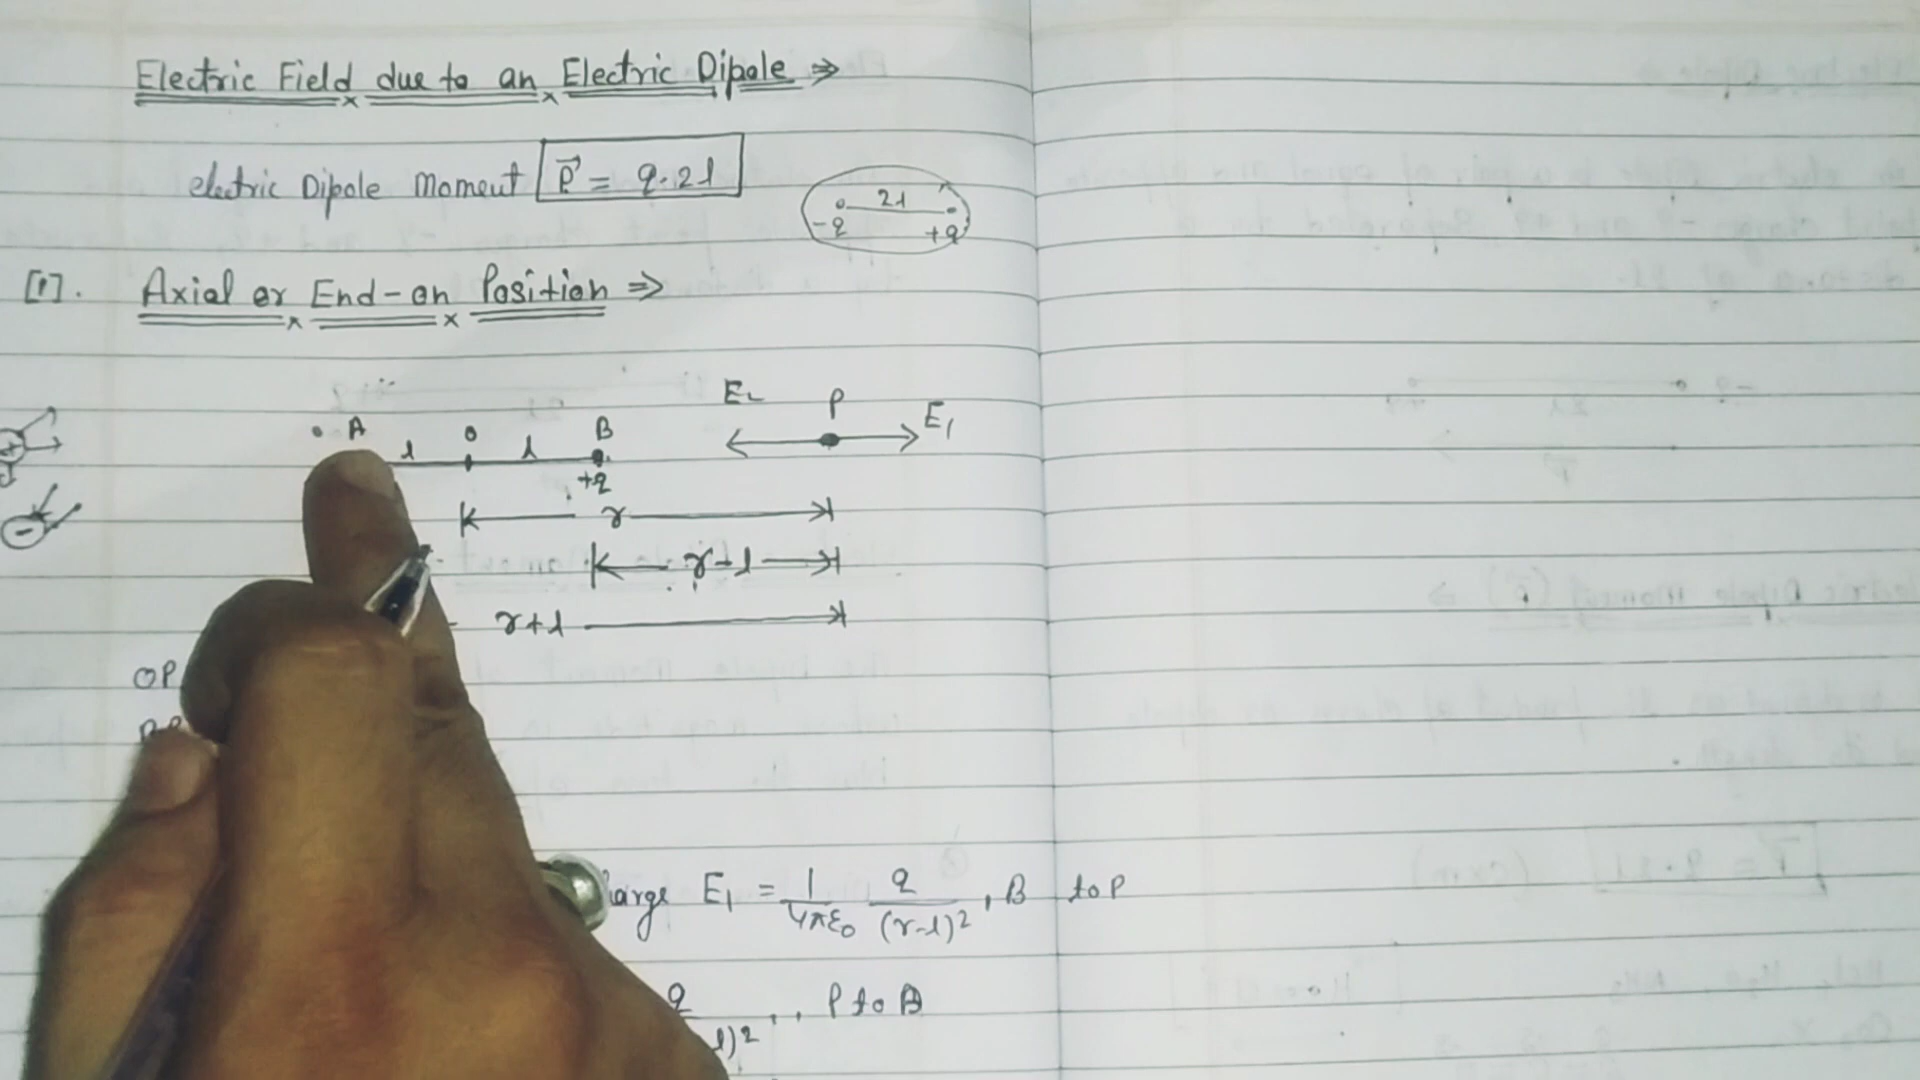 Electric Field due to an Electric Dipole ⇒
electric Dipole Moment P⃗ = q.2l
2l
-q +q
[1]. Axial or End-on Position ⇒
E₂ P E₁
A l O l B
+q
r
r-l
r+l
OP
arge E₁ = 1/4πε₀ q/(r-l)², B to P
q/l)² , P to A